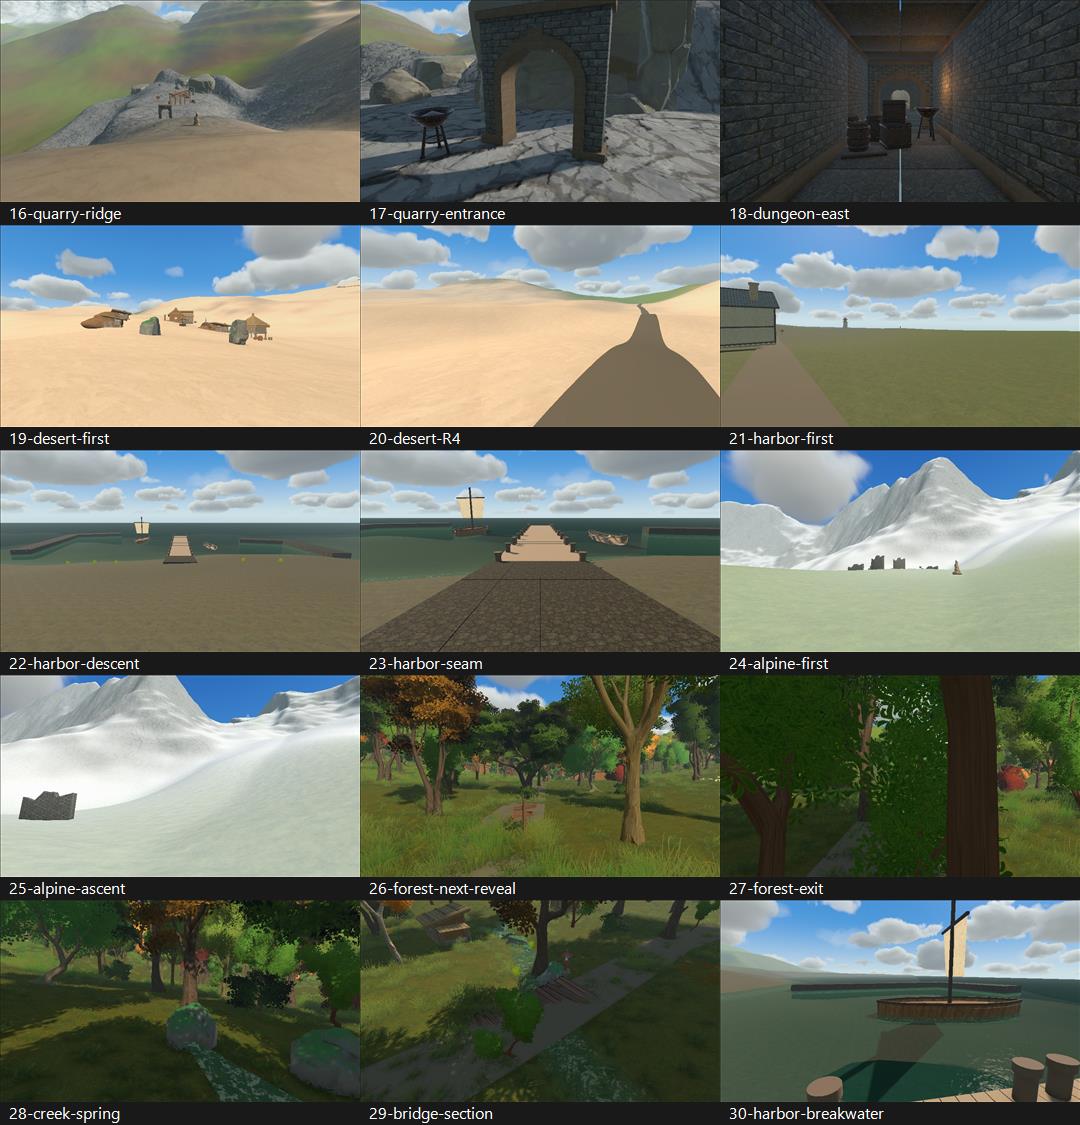 16-quarry-ridge
17-quarry-entrance
18-dungeon-east
19-desert-first
20-desert-R4
21-harbor-first
22-harbor-descent
23-harbor-seam
24-alpine-first
25-alpine-ascent
26-forest-next-reveal
27-forest-exit
28-creek-spring
29-bridge-section
30-harbor-breakwater